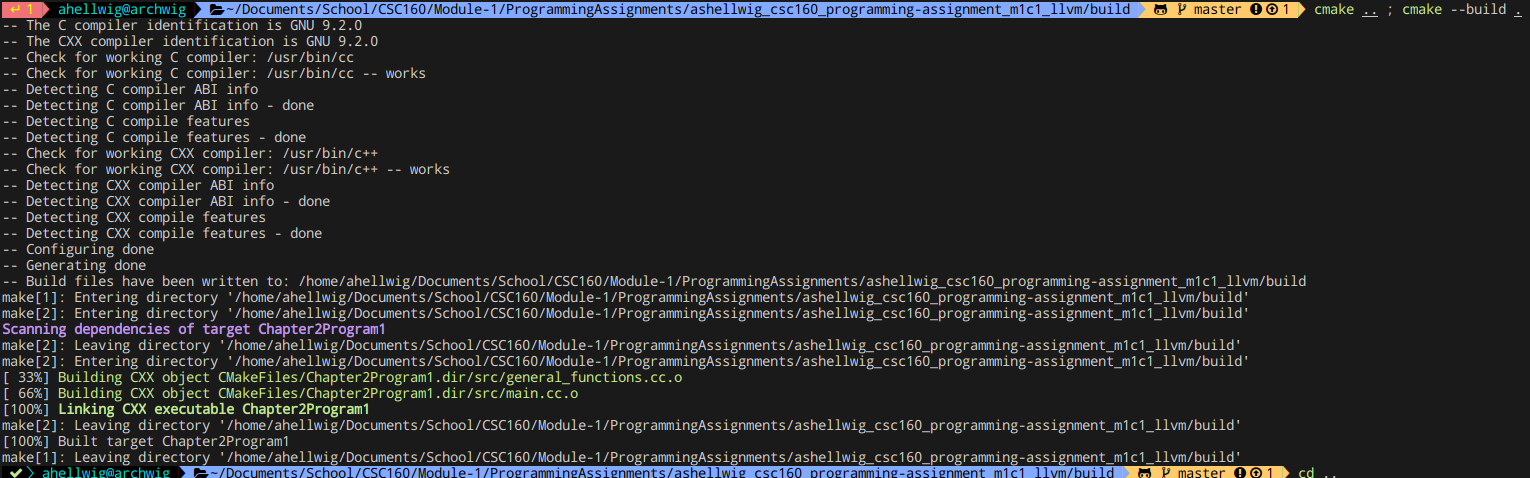 ↵ 1 ahellwig@archwig ~/Documents/School/CSC160/Module-1/ProgrammingAssignments/ashellwig_csc160_programming-assignment_m1c1_llvm/build master 1 cmake .. ; cmake --build .
-- The C compiler identification is GNU 9.2.0
-- The CXX compiler identification is GNU 9.2.0
-- Check for working C compiler: /usr/bin/cc
-- Check for working C compiler: /usr/bin/cc -- works
-- Detecting C compiler ABI info
-- Detecting C compiler ABI info - done
-- Detecting C compile features
-- Detecting C compile features - done
-- Check for working CXX compiler: /usr/bin/c++
-- Check for working CXX compiler: /usr/bin/c++ -- works
-- Detecting CXX compiler ABI info
-- Detecting CXX compiler ABI info - done
-- Detecting CXX compile features
-- Detecting CXX compile features - done
-- Configuring done
-- Generating done
-- Build files have been written to: /home/ahellwig/Documents/School/CSC160/Module-1/ProgrammingAssignments/ashellwig_csc160_programming-assignment_m1c1_llvm/build
make[1]: Entering directory '/home/ahellwig/Documents/School/CSC160/Module-1/ProgrammingAssignments/ashellwig_csc160_programming-assignment_m1c1_llvm/build'
make[2]: Entering directory '/home/ahellwig/Documents/School/CSC160/Module-1/ProgrammingAssignments/ashellwig_csc160_programming-assignment_m1c1_llvm/build'
Scanning dependencies of target Chapter2Program1
make[2]: Leaving directory '/home/ahellwig/Documents/School/CSC160/Module-1/ProgrammingAssignments/ashellwig_csc160_programming-assignment_m1c1_llvm/build'
make[2]: Entering directory '/home/ahellwig/Documents/School/CSC160/Module-1/ProgrammingAssignments/ashellwig_csc160_programming-assignment_m1c1_llvm/build'
[ 33%] Building CXX object CMakeFiles/Chapter2Program1.dir/src/general_functions.cc.o
[ 66%] Building CXX object CMakeFiles/Chapter2Program1.dir/src/main.cc.o
[100%] Linking CXX executable Chapter2Program1
make[2]: Leaving directory '/home/ahellwig/Documents/School/CSC160/Module-1/ProgrammingAssignments/ashellwig_csc160_programming-assignment_m1c1_llvm/build'
[100%] Built target Chapter2Program1
make[1]: Leaving directory '/home/ahellwig/Documents/School/CSC160/Module-1/ProgrammingAssignments/ashellwig_csc160_programming-assignment_m1c1_llvm/build'
✔ ahellwig@archwig ~/Documents/School/CSC160/Module-1/ProgrammingAssignments/ashellwig_csc160_programming-assignment_m1c1_llvm/build master 1 cd ..